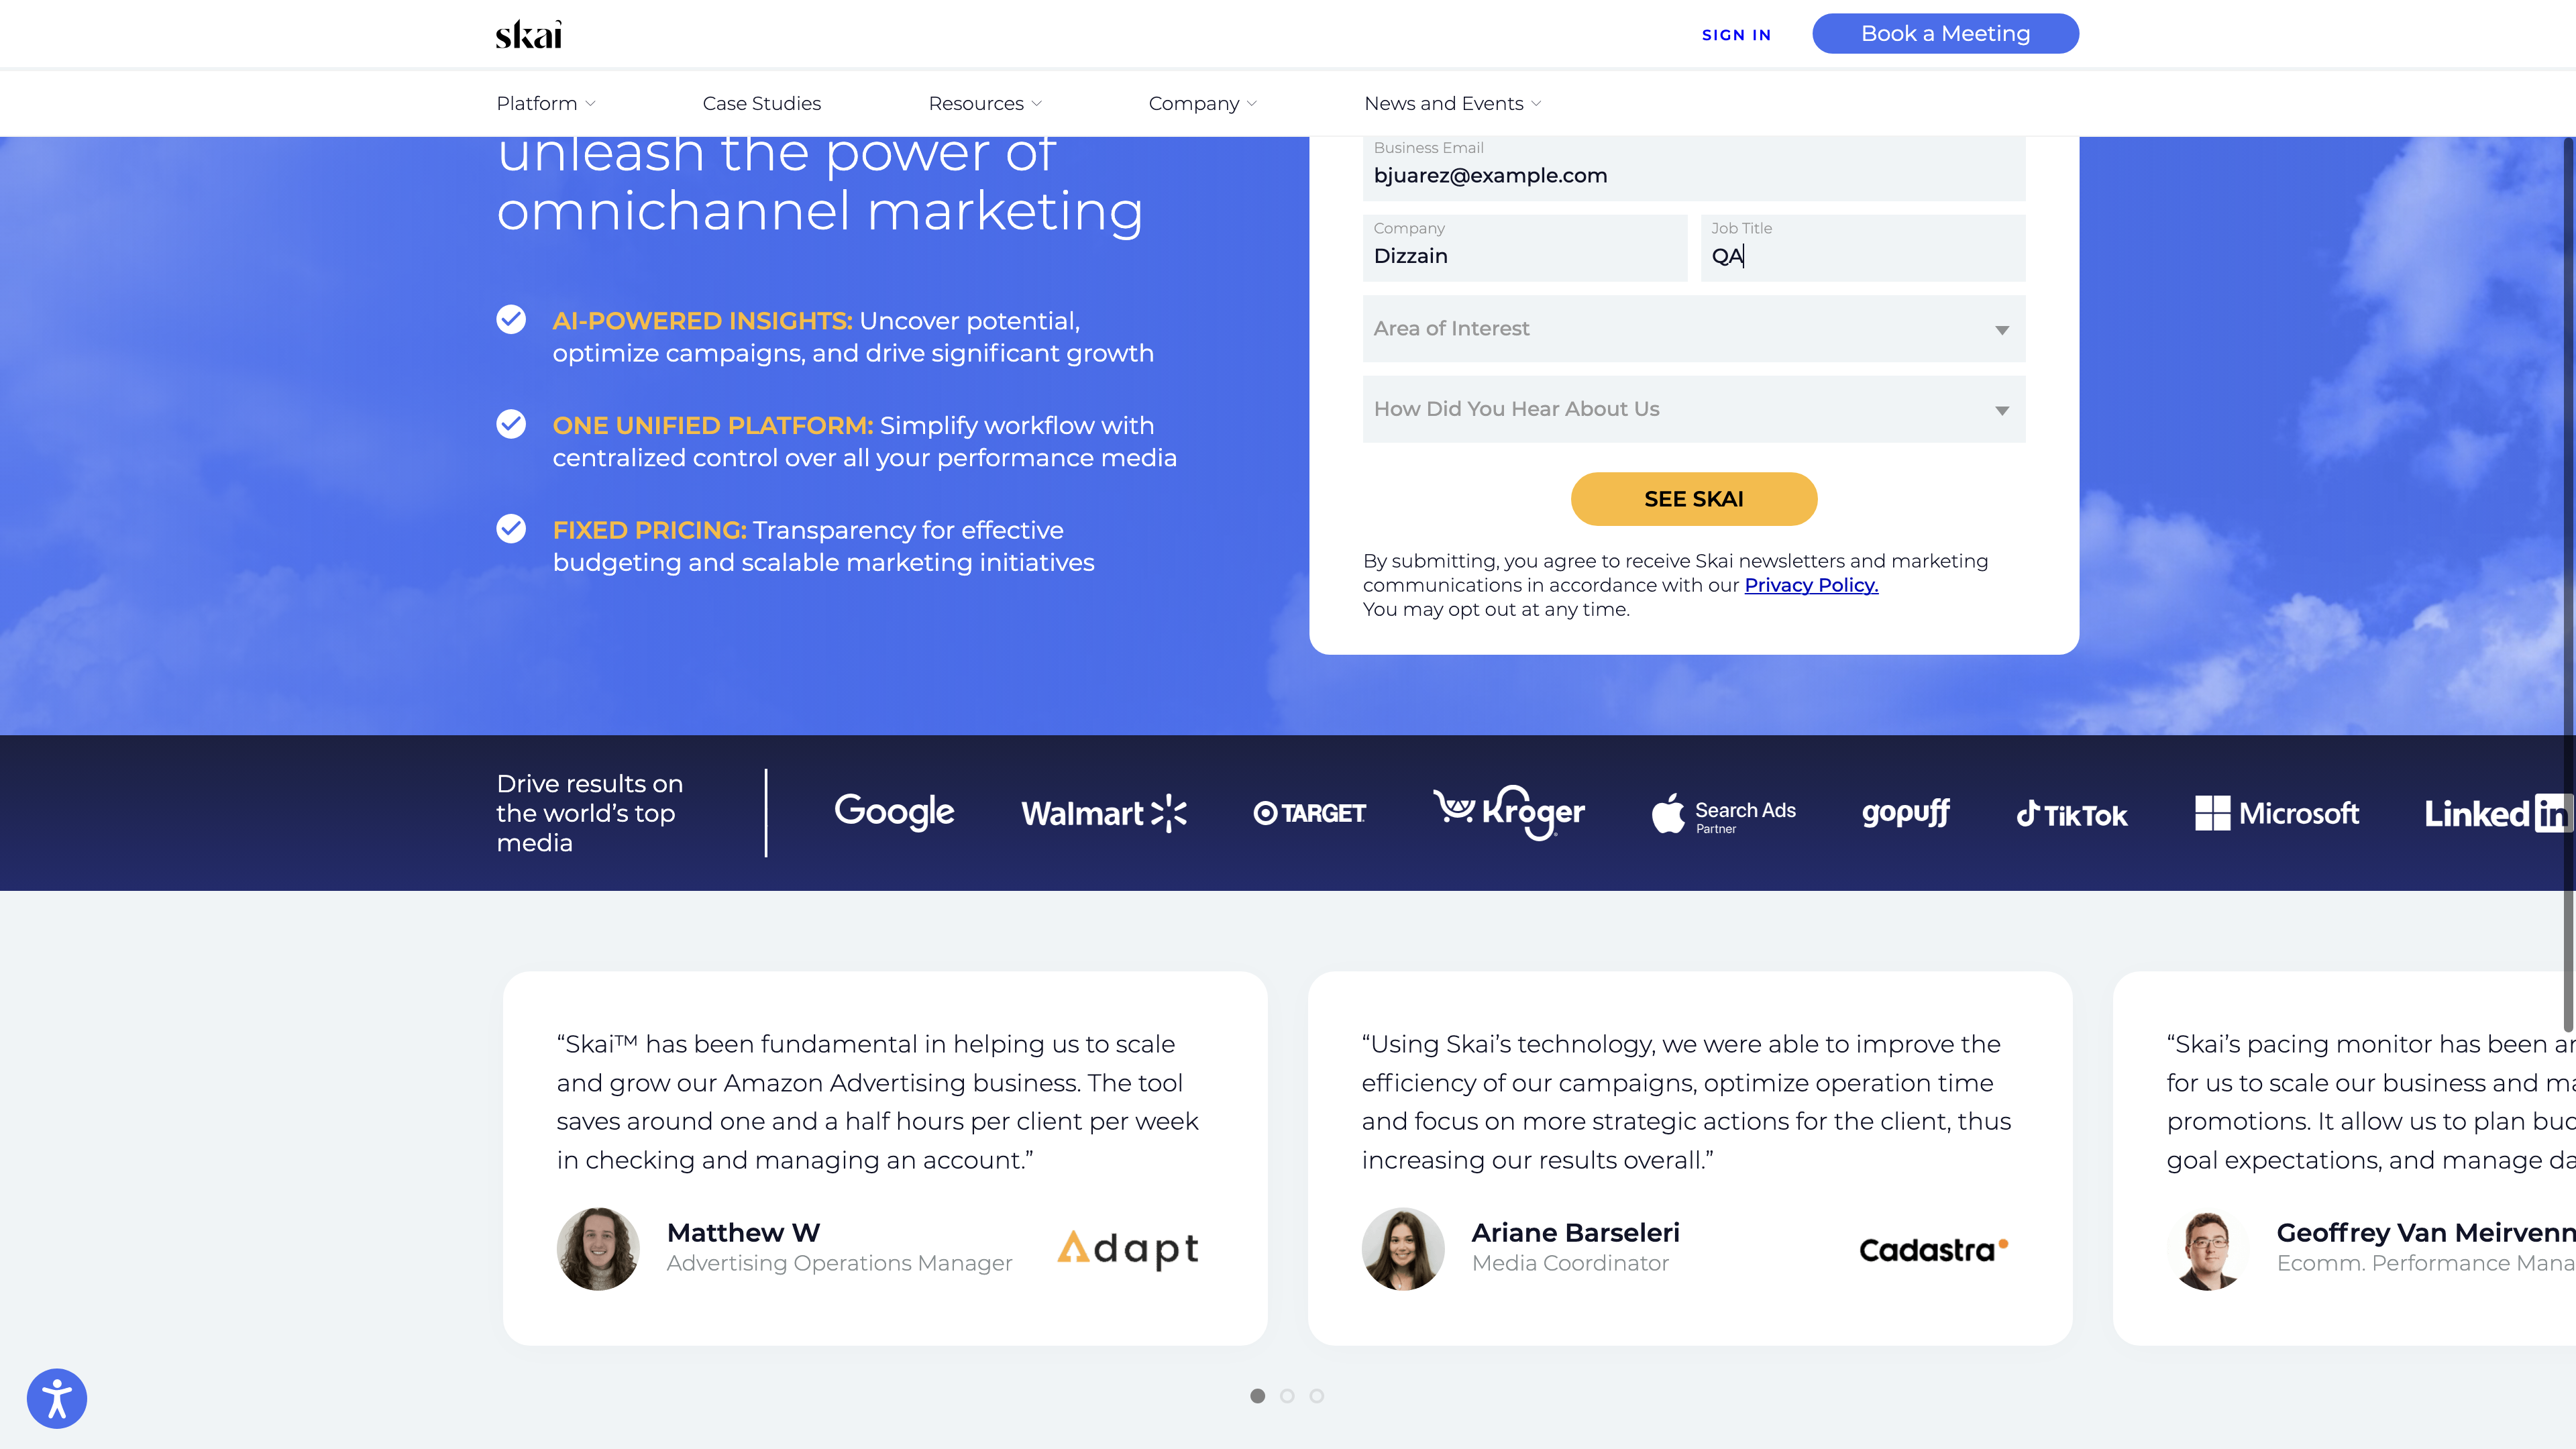 skai
SIGN IN
Book a Meeting
Platform
Case Studies
Resources
Company
News and Events
unleash the power of
omnichannel marketing
AI-POWERED INSIGHTS: Uncover potential,
optimize campaigns, and drive significant growth
ONE UNIFIED PLATFORM: Simplify workflow with
centralized control over all your performance media
FIXED PRICING: Transparency for effective
budgeting and scalable marketing initiatives
Business Email
bjuarez@example.com
Company
Dizzain
Job Title
QA
Area of Interest
How Did You Hear About Us
SEE SKAI
By submitting, you agree to receive Skai newsletters and marketing
communications in accordance with our Privacy Policy.
You may opt out at any time.
Drive results on
the world’s top
media
Google
Walmart
TARGET
Kroger
Search Ads
Partner
gopuff
TikTok
Microsoft
Linked in
“Skai™ has been fundamental in helping us to scale
and grow our Amazon Advertising business. The tool
saves around one and a half hours per client per week
in checking and managing an account.”
Matthew W
Advertising Operations Manager
Adapt
“Using Skai’s technology, we were able to improve the
efficiency of our campaigns, optimize operation time
and focus on more strategic actions for the client, thus
increasing our results overall.”
Ariane Barseleri
Media Coordinator
Cadastra
“Skai’s pacing monitor has been
for us to scale our business and
promotions. It allow us to plan
goal expectations, and manage
Geoffrey Van
Ecomm. Performance